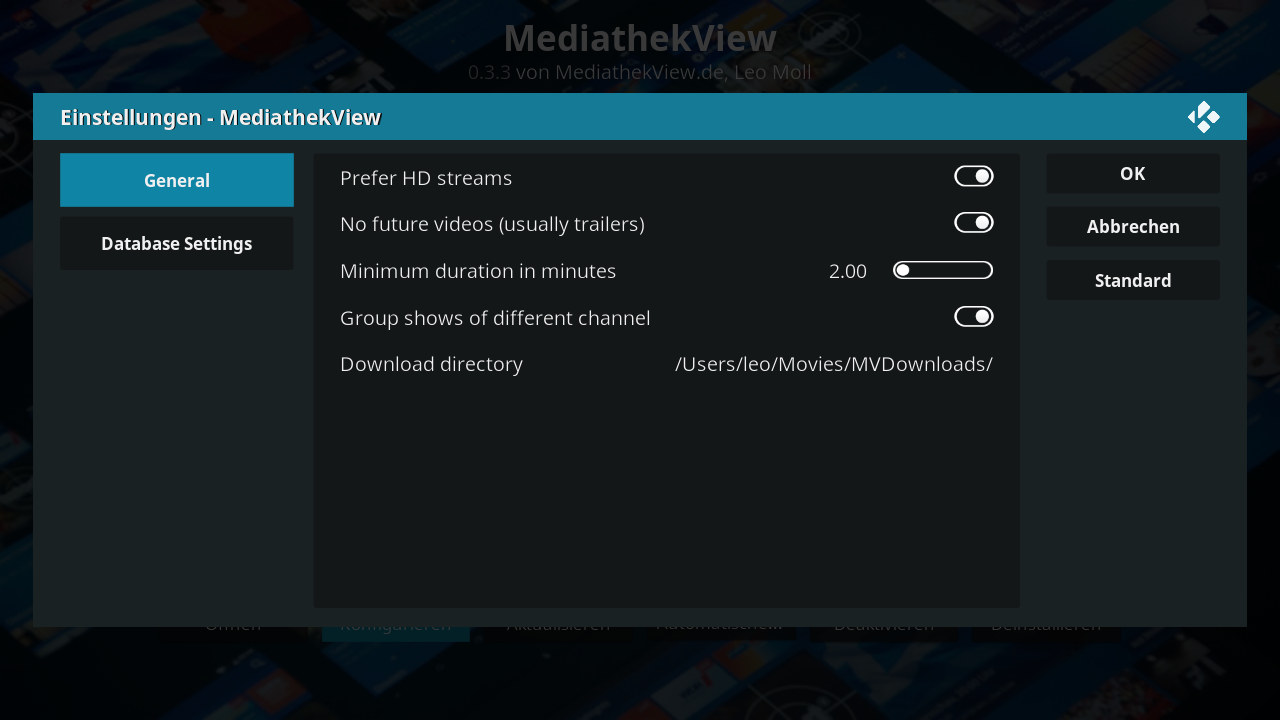 MediathekView
0.3.3 von MediathekView.de, Leo Moll
Einstellungen - MediathekView
General
Database Settings
Prefer HD streams
No future videos (usually trailers)
Minimum duration in minutes 2.00
Group shows of different channel
Download directory /Users/leo/Movies/MVDownloads/
OK
Abbrechen
Standard
Öffnen Konfigurieren Aktualisieren Automatische... Deaktivieren Deinstallieren